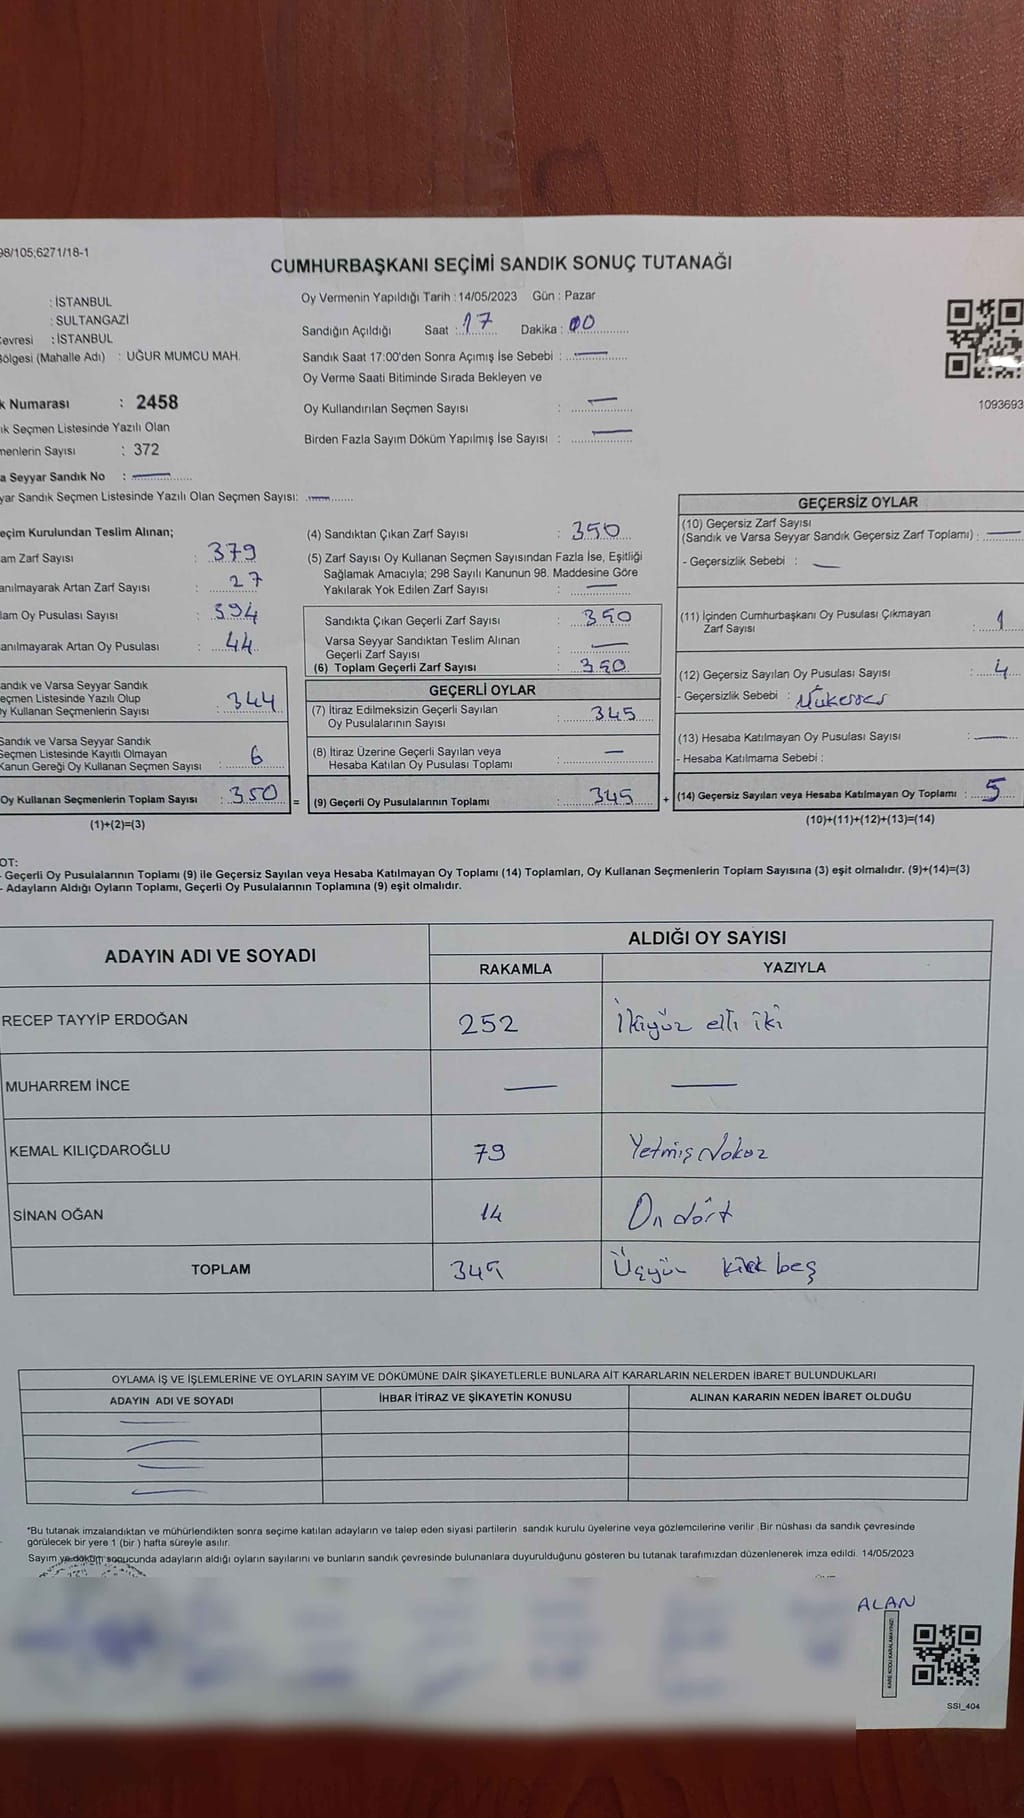 98/105;6271/18-1
CUMHURBAŞKANI SEÇİMİ SANDIK SONUÇ TUTANAĞI
: İSTANBUL
: SULTANGAZİ
Çevresi : İSTANBUL
Bölgesi (Mahalle Adı) : UĞUR MUMCU MAH.
k Numarası : 2458
ık Seçmen Listesinde Yazılı Olan
menlerin Sayısı : 372
a Seyyar Sandık No :
yar Sandık Seçmen Listesinde Yazılı Olan Seçmen Sayısı:
Oy Vermenin Yapıldığı Tarih : 14/05/2023 Gün : Pazar
Sandığın Açıldığı Saat : 17 Dakika : 00
Sandık Saat 17:00'den Sonra Açımış İse Sebebi :
Oy Verme Saati Bitiminde Sırada Bekleyen ve
Oy Kullandırılan Seçmen Sayısı :
Birden Fazla Sayım Döküm Yapılmış İse Sayısı :
1093693
eçim Kurulundan Teslim Alınan;
am Zarf Sayısı : 379
anılmayarak Artan Zarf Sayısı : 27
lam Oy Pusulası Sayısı : 394
anılmayarak Artan Oy Pusulası : 44
andık ve Varsa Seyyar Sandık
eçmen Listesinde Yazılı Olup
Oy Kullanan Seçmenlerin Sayısı : 344
Sandık ve Varsa Seyyar Sandık
Seçmen Listesinde Kayıtlı Olmayan
Kanun Gereği Oy Kullanan Seçmen Sayısı : 6
Oy Kullanan Seçmenlerin Toplam Sayısı : 350 =
(1)+(2)=(3)
(4) Sandıktan Çıkan Zarf Sayısı : 350
(5) Zarf Sayısı Oy Kullanan Seçmen Sayısından Fazla İse, Eşitliği
Sağlamak Amacıyla; 298 Sayılı Kanunun 98. Maddesine Göre
Yakılarak Yok Edilen Zarf Sayısı :
Sandıkta Çıkan Geçerli Zarf Sayısı : 350
Varsa Seyyar Sandıktan Teslim Alınan
Geçerli Zarf Sayısı :
(6) Toplam Geçerli Zarf Sayısı : 350
GEÇERLİ OYLAR
(7) İtiraz Edilmeksizin Geçerli Sayılan
Oy Pusulalarının Sayısı : 345
(8) İtiraz Üzerine Geçerli Sayılan veya
Hesaba Katılan Oy Pusulası Toplamı :
(9) Geçerli Oy Pusulalarının Toplamı : 345 +
GEÇERSİZ OYLAR
(10) Geçersiz Zarf Sayısı
(Sandık ve Varsa Seyyar Sandık Geçersiz Zarf Toplamı) :
- Geçersizlik Sebebi :
(11) İçinden Cumhurbaşkanı Oy Pusulası Çıkmayan
Zarf Sayısı : 1
(12) Geçersiz Sayılan Oy Pusulası Sayısı : 4
- Geçersizlik Sebebi : Mükerrer
(13) Hesaba Katılmayan Oy Pusulası Sayısı :
- Hesaba Katılmama Sebebi :
(14) Geçersiz Sayılan veya Hesaba Katılmayan Oy Toplamı : 5
(10)+(11)+(12)+(13)=(14)
OT:
- Geçerli Oy Pusulalarının Toplamı (9) ile Geçersiz Sayılan veya Hesaba Katılmayan Oy Toplamı (14) Toplamları, Oy Kullanan Seçmenlerin Toplam Sayısına (3) eşit olmalıdır. (9)+(14)=(3)
- Adayların Aldığı Oyların Toplamı, Geçerli Oy Pusulalarının Toplamına (9) eşit olmalıdır.
ADAYIN ADI VE SOYADI
ALDIĞI OY SAYISI
RAKAMLA YAZIYLA
RECEP TAYYİP ERDOĞAN 252 İkiyüz elli iki
MUHARREM İNCE
KEMAL KILIÇDAROĞLU 79 Yetmiş dokuz
SİNAN OĞAN 14 On dört
TOPLAM 345 Üçyüz kırk beş
OYLAMA İŞ VE İŞLEMLERİNE VE OYLARIN SAYIM VE DÖKÜMÜNE DAİR ŞİKAYETLERLE BUNLARA AİT KARARLARIN NELERDEN İBARET BULUNDUKLARI
ADAYIN ADI VE SOYADI İHBAR İTİRAZ VE ŞİKAYETİN KONUSU ALINAN KARARIN NEDEN İBARET OLDUĞU
*Bu tutanak imzalandıktan ve mühürlendikten sonra seçime katılan adayların ve talep eden siyasi partilerin sandık kurulu üyelerine veya gözlemcilerine verilir. Bir nüshası da sandık çevresinde
görülecek bir yere 1 (bir) hafta süreyle asılır.
Sayım ve döküm sonucunda adayların aldığı oyların sayılarını ve bunların sandık çevresinde bulunanlara duyurulduğunu gösteren bu tutanak tarafımızdan düzenlenerek imza edildi. 14/05/2023
ALAN
KARE KODU KARALAMAYINIZ!
SSI_404